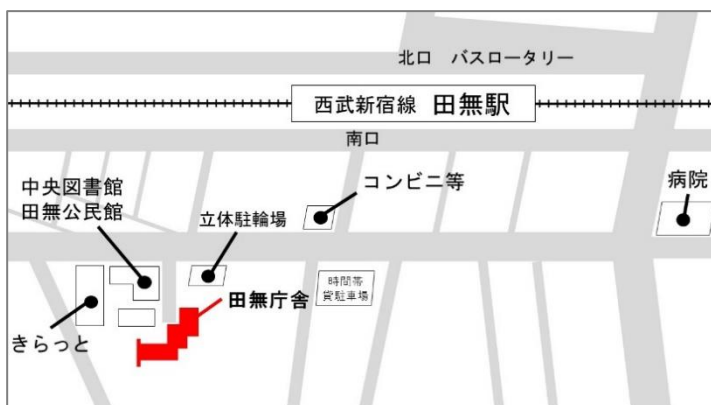 北口 バスロータリー
西武新宿線 田無駅
南口
中央図書館
田無公民館
立体駐輪場
コンビニ等
病院
時間帯
貸駐車場
田無庁舎
きらっと